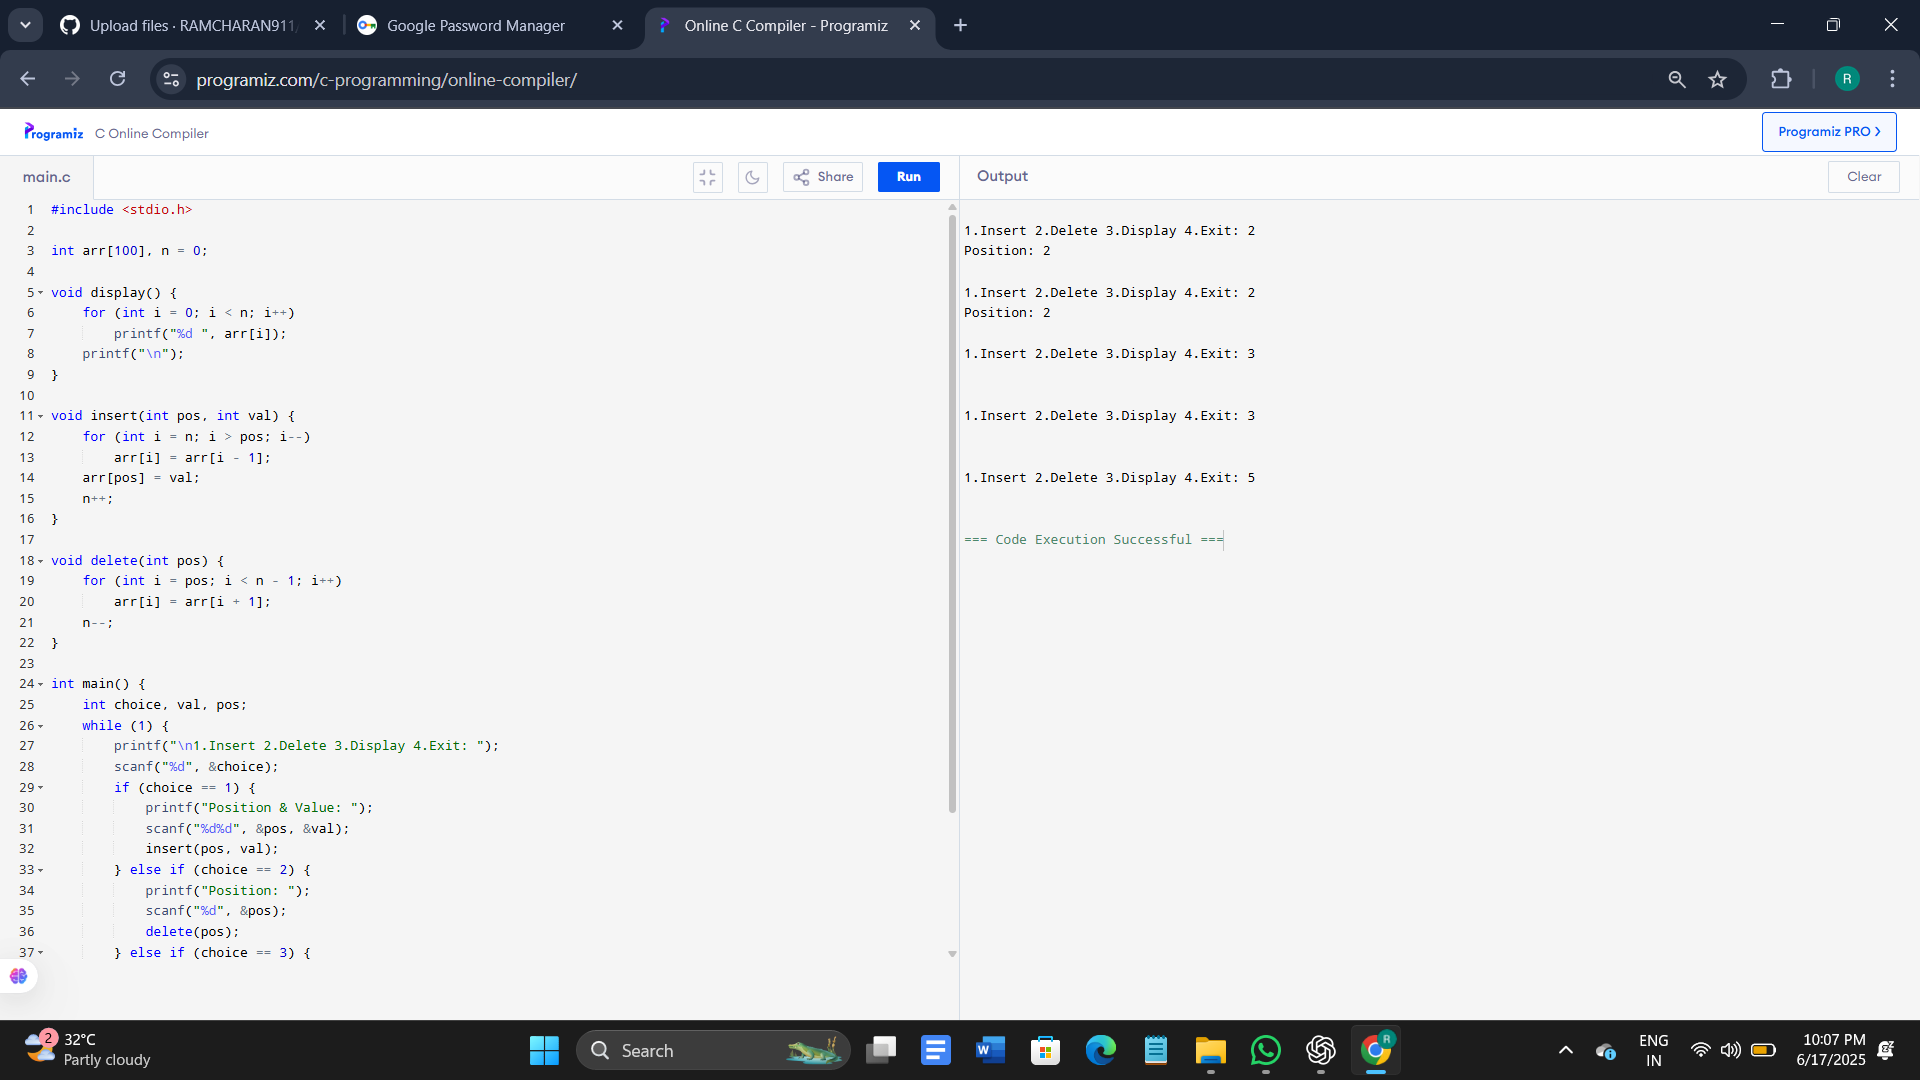 Upload files · RAMCHARAN911/
Google Password Manager
Online C Compiler - Programiz
programiz.com/c-programming/online-compiler/
R
Programiz C Online Compiler
Programiz PRO >
main.c
Share
Run
Output
Clear
1 #include <stdio.h>
2
3 int arr[100], n = 0;
4
5 void display() {
6     for (int i = 0; i < n; i++)
7         printf("%d ", arr[i]);
8     printf("\n");
9 }
10
11 void insert(int pos, int val) {
12     for (int i = n; i > pos; i--)
13         arr[i] = arr[i - 1];
14     arr[pos] = val;
15     n++;
16 }
17
18 void delete(int pos) {
19     for (int i = pos; i < n - 1; i++)
20         arr[i] = arr[i + 1];
21     n--;
22 }
23
24 int main() {
25     int choice, val, pos;
26     while (1) {
27         printf("\n1.Insert 2.Delete 3.Display 4.Exit: ");
28         scanf("%d", &choice);
29         if (choice == 1) {
30             printf("Position & Value: ");
31             scanf("%d%d", &pos, &val);
32             insert(pos, val);
33         } else if (choice == 2) {
34             printf("Position: ");
35             scanf("%d", &pos);
36             delete(pos);
37         } else if (choice == 3) {
1.Insert 2.Delete 3.Display 4.Exit: 2
Position: 2
1.Insert 2.Delete 3.Display 4.Exit: 2
Position: 2
1.Insert 2.Delete 3.Display 4.Exit: 3
1.Insert 2.Delete 3.Display 4.Exit: 3
1.Insert 2.Delete 3.Display 4.Exit: 5
=== Code Execution Successful ===
2
32°C
Partly cloudy
Search
W
R
ENG
IN
10:07 PM
6/17/2025